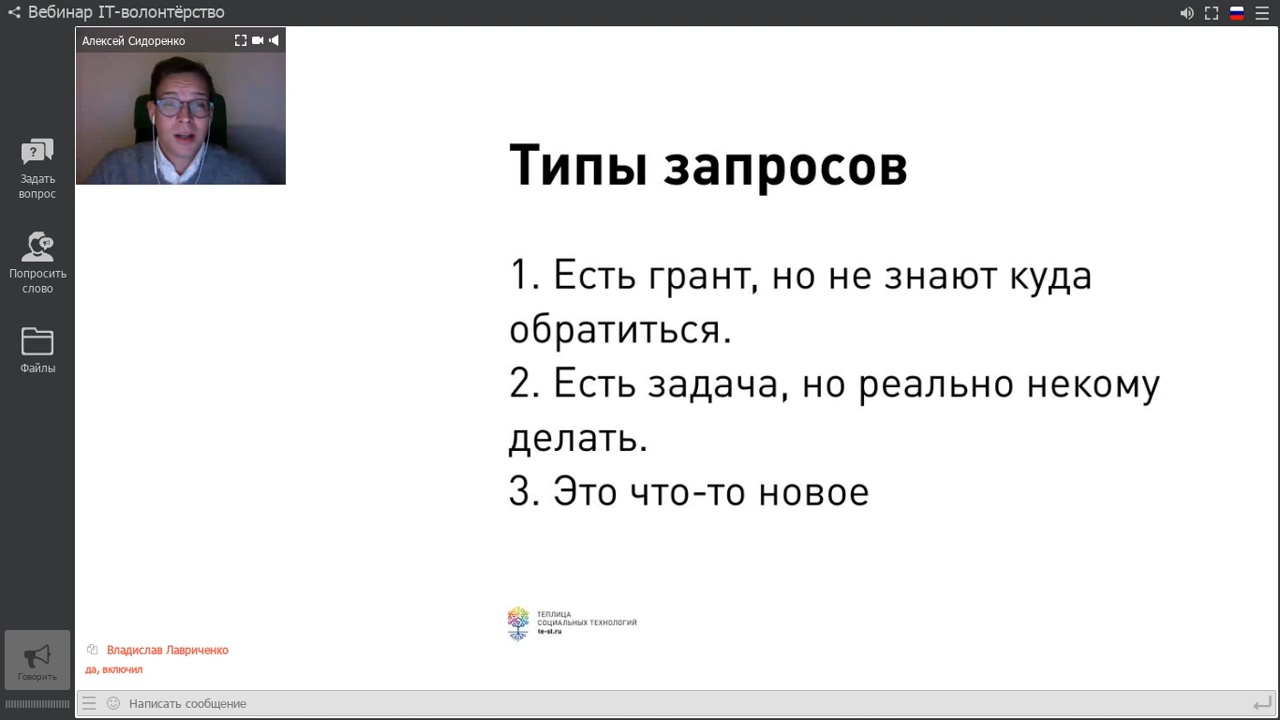 Вебинар IT-волонтёрство
Алексей Сидоренко
Задать
вопрос
Попросить
слово
Файлы
Типы запросов
1. Есть грант, но не знают куда
обратиться.
2. Есть задача, но реально некому
делать.
3. Это что-то новое
ТЕПЛИЦА
СОЦИАЛЬНЫХ ТЕХНОЛОГИЙ
te-st.ru
Владислав Лавриченко
да, включил
Говорить
Написать сообщение